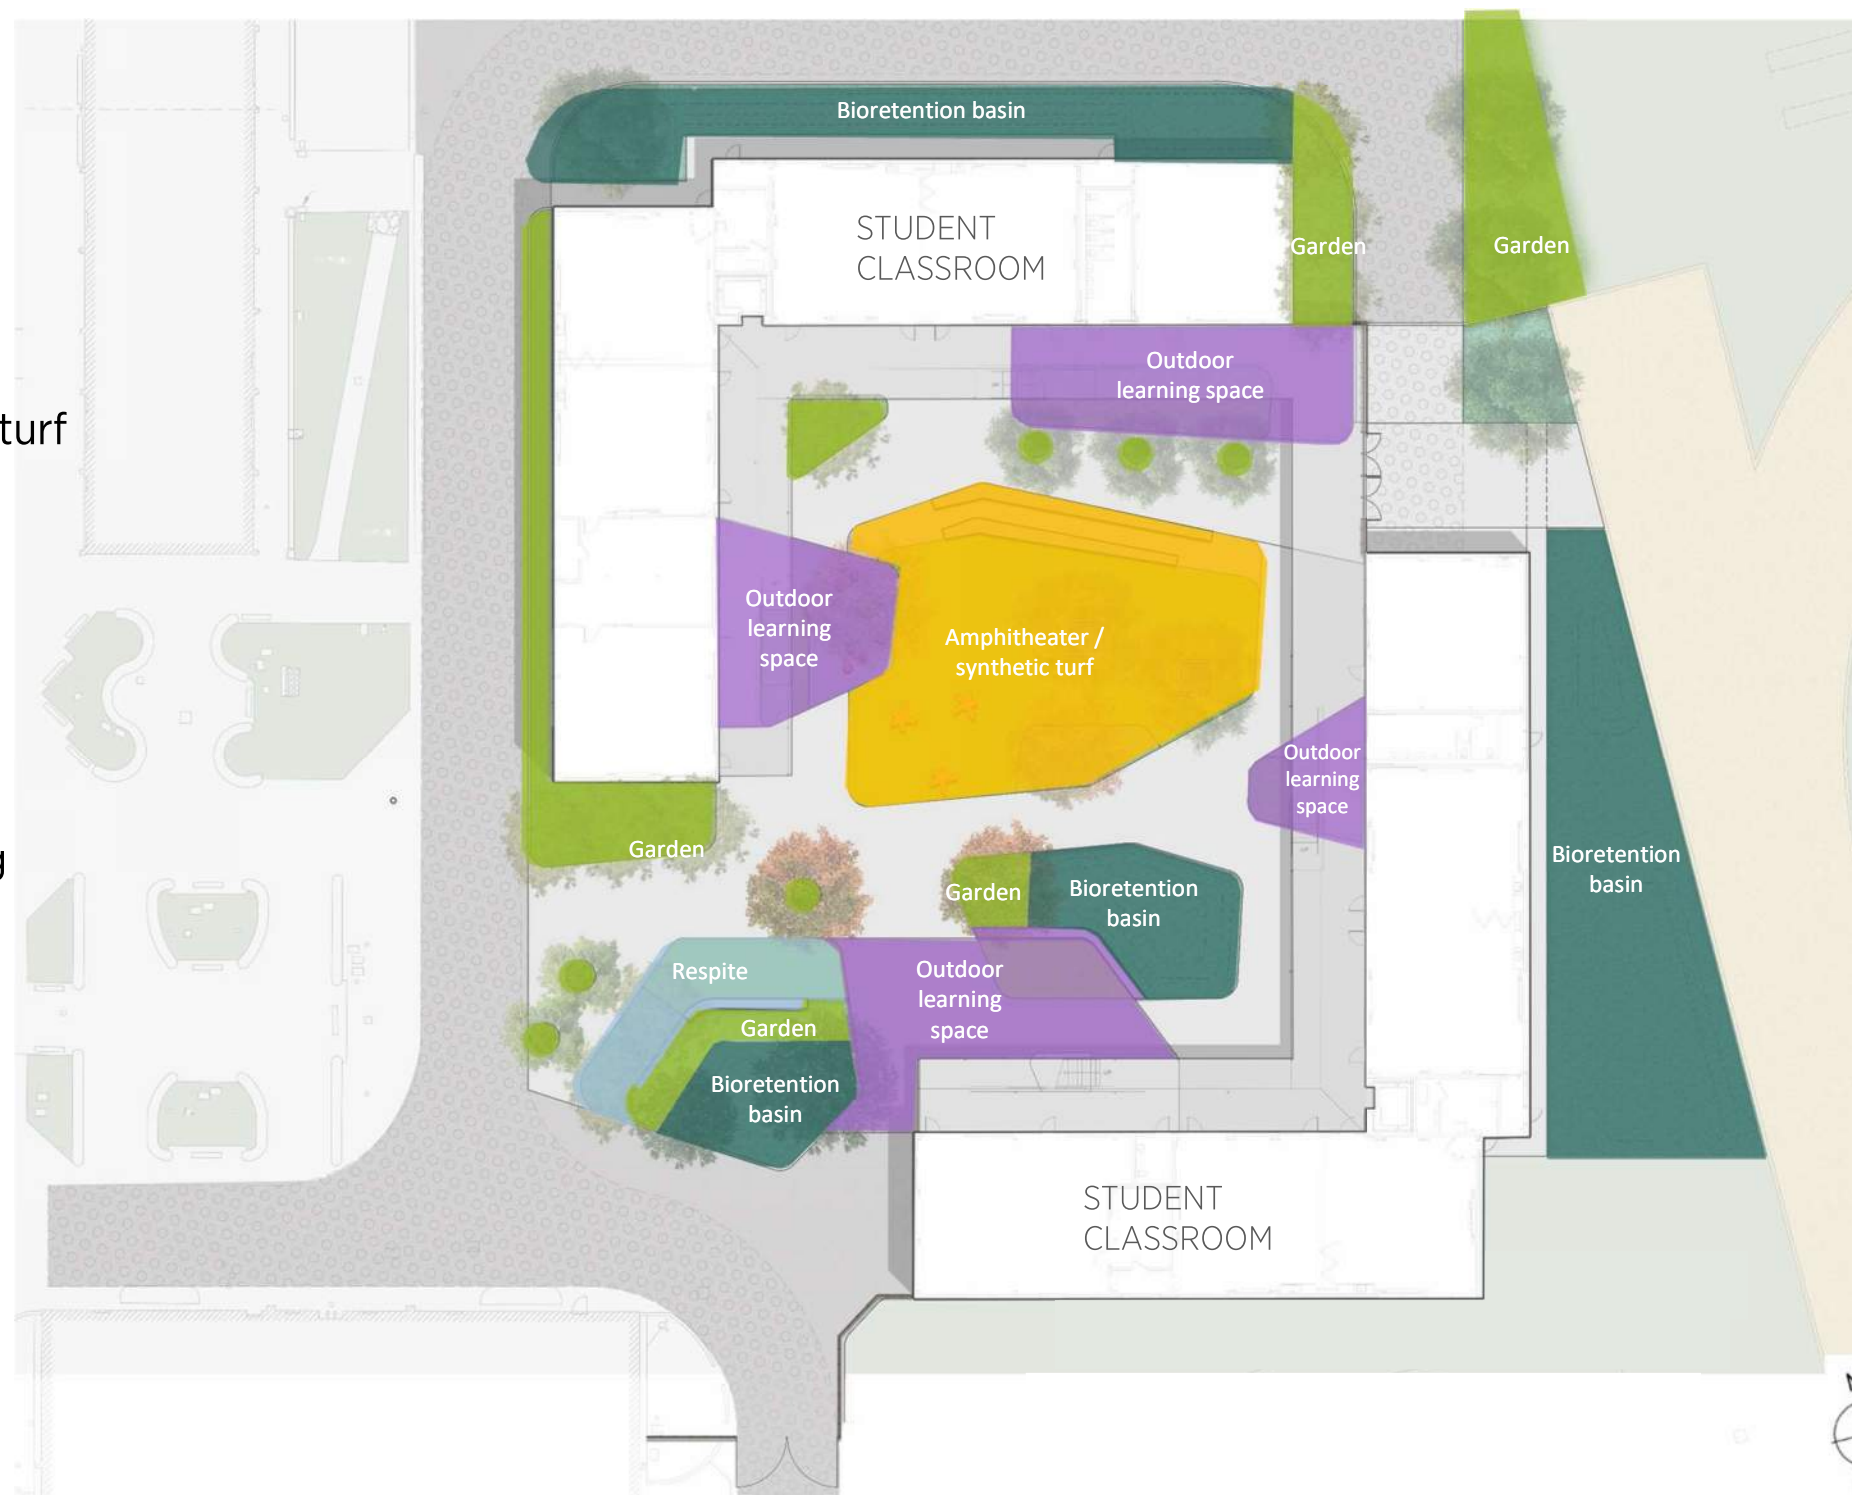 Bioretention basin
STUDENT
CLASSROOM
Garden
Garden
Outdoor
learning space
turf
Outdoor
learning
space
Amphitheater /
synthetic turf
Outdoor
learning
space
Garden
g
Garden
Bioretention
basin
Bioretention
basin
Respite
Outdoor
learning
space
Garden
Bioretention
basin
STUDENT
CLASSROOM